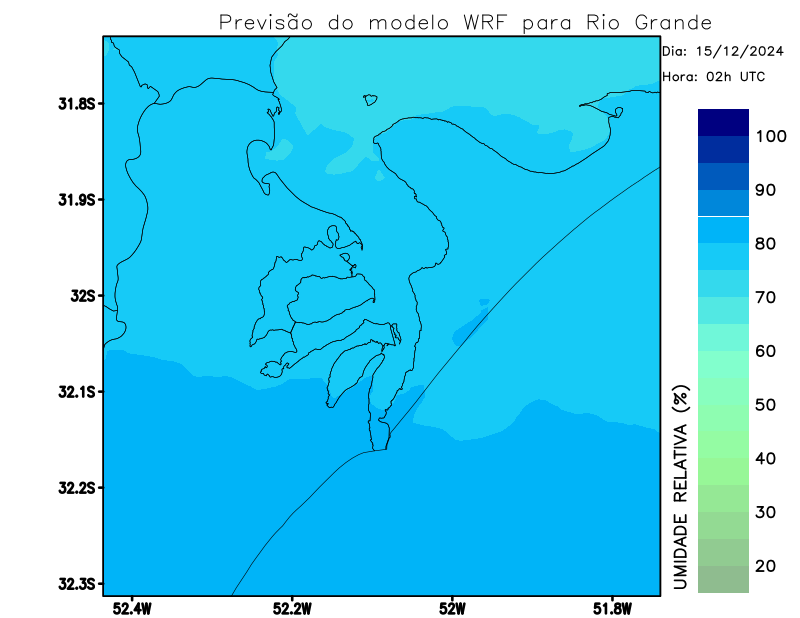 Previsão do modelo WRF para Rio Grande
Dia: 15/12/2024
Hora: 02h UTC
31.8S
31.9S
32S
32.1S
32.2S
32.3S
52.4W
52.2W
52W
51.8W
100
90
80
70
60
50
40
30
20
UMIDADE RELATIVA (%)